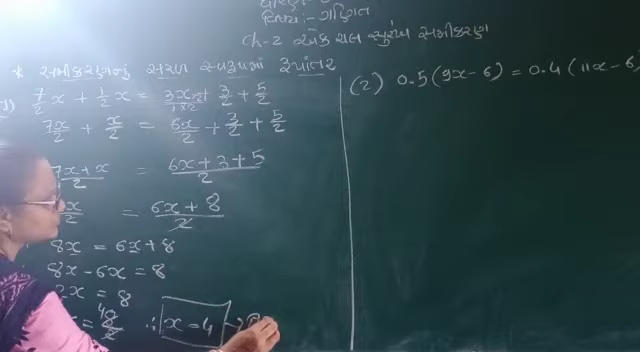 વિષય :- ગણિત
Ch-2 એક ચલ સુરેખ સમીકરણ
* સમીકરણનું સરળ સ્વરૂપમાં રૂપાંતર
7/2 x + 1/2 x = 3x×2/1×2 + 3/2 + 5/2
7x/2 + x/2 = 6x/2 + 3/2 + 5/2
7x+x/2 = 6x+3+5/2
x/2 = 6x+8/2
8x = 6x+8
8x-6x = 8
2x = 8
= 8/2 ∴ x = 4
(2) 0.5(9x-6) = 0.4(11x-6